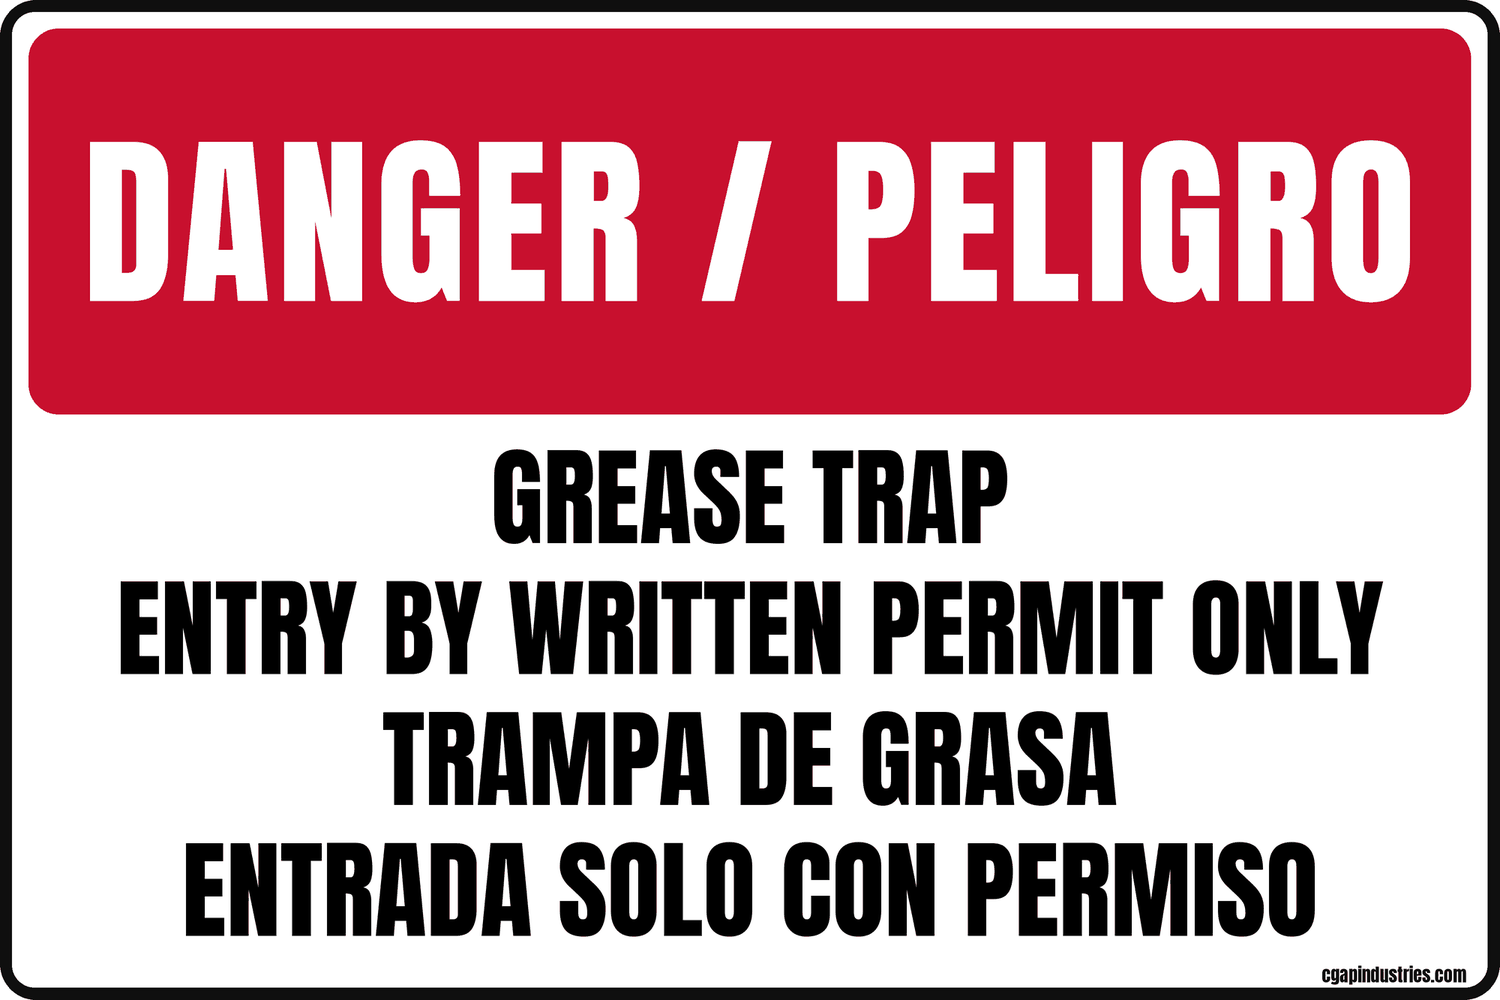 DANGER / PELIGRO
GREASE TRAP
ENTRY BY WRITTEN PERMIT ONLY
TRAMPA DE GRASA
ENTRADA SOLO CON PERMISO
cgapindustries.com